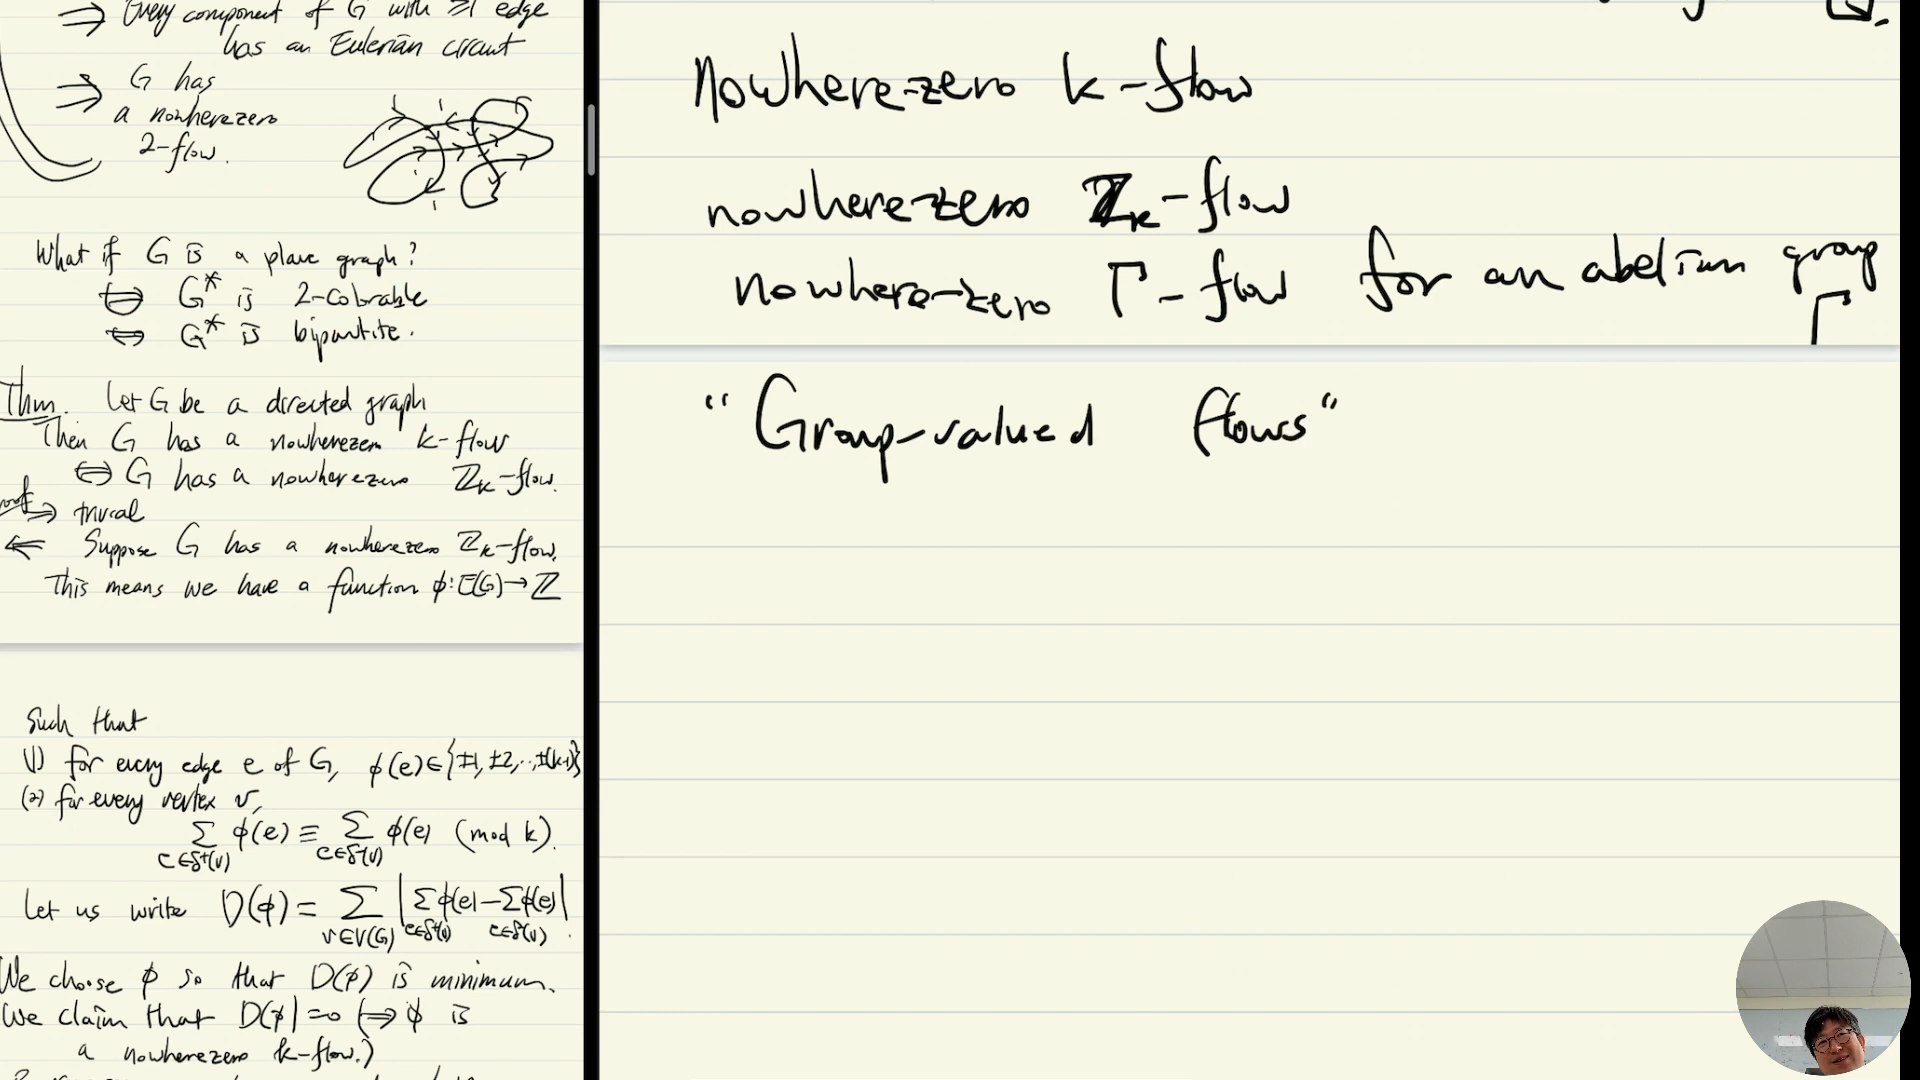 ⇒ Every component of G with ≥1 edge
has an Eulerian circuit
⇒ G has
a nowherezero
2-flow.
What if G is a plane graph?
⇔ G* is 2-colorable
⇔ G* is bipartite.
Thm. Let G be a directed graph
Then G has a nowherezero k-flow
⇔ G has a nowherezero ℤₖ-flow.
⇒ trivial
⇐ Suppose G has a nowherezero ℤₖ-flow.
This means we have a function φ:E(G)→ℤ
Such that
(1) for every edge e of G, φ(e)∈{±1,±2,..,±(k-1)}
(2) for every vertex v,
∑ φ(e) ≡ ∑ φ(e) (mod k).
e∈δ⁺(v) e∈δ⁻(v)
Let us write D(φ) = ∑ |∑φ(e)-∑φ(e)|
v∈V(G) e∈δ⁺(v) e∈δ⁻(v).
We choose φ so that D(φ) is minimum.
We claim that D(φ)=0 (⇒ φ is
a nowherezero k-flow.)
Nowhere-zero k-flow
nowhere-zero ℤₖ-flow
nowhere-zero Γ-flow for an abelian group
Γ
"Group-valued flows"